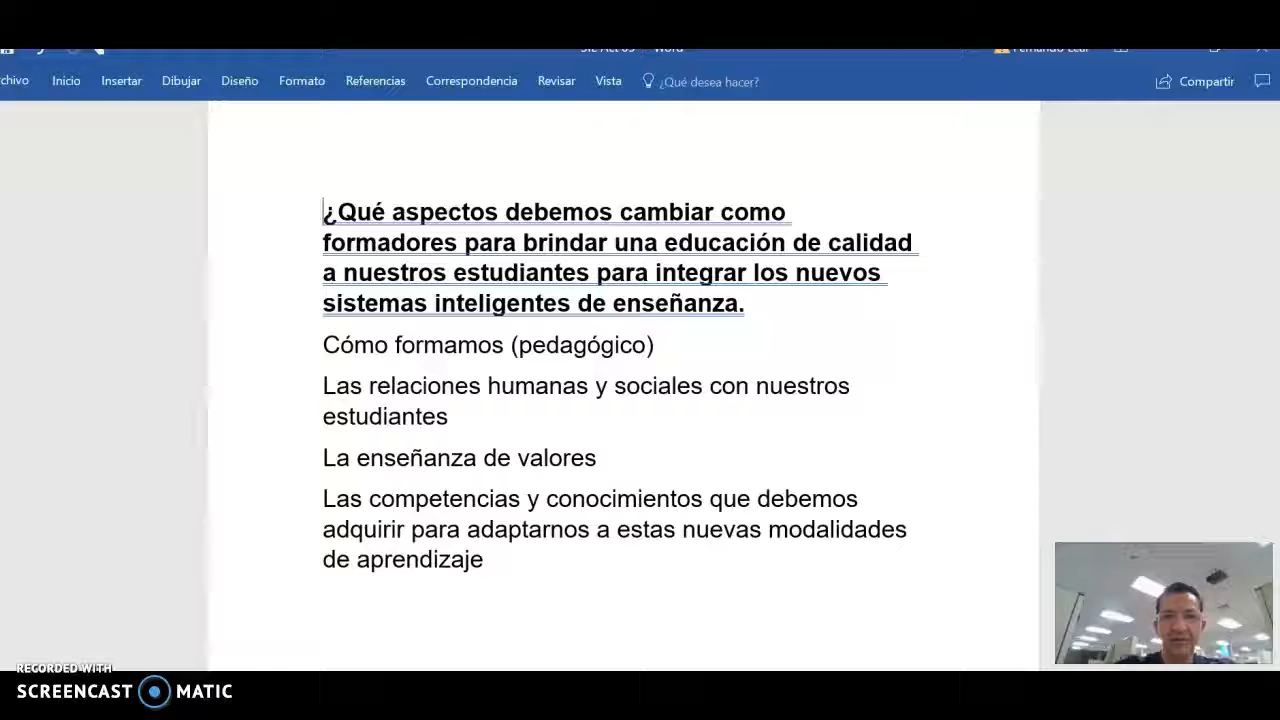 chivo Inicio Insertar Dibujar Diseño Formato Referencias Correspondencia Revisar Vista ¿Qué desea hacer? Compartir
¿Qué aspectos debemos cambiar como
formadores para brindar una educación de calidad
a nuestros estudiantes para integrar los nuevos
sistemas inteligentes de enseñanza.
Cómo formamos (pedagógico)
Las relaciones humanas y sociales con nuestros
estudiantes
La enseñanza de valores
Las competencias y conocimientos que debemos
adquirir para adaptarnos a estas nuevas modalidades
de aprendizaje
RECORDED WITH
SCREENCAST MATIC